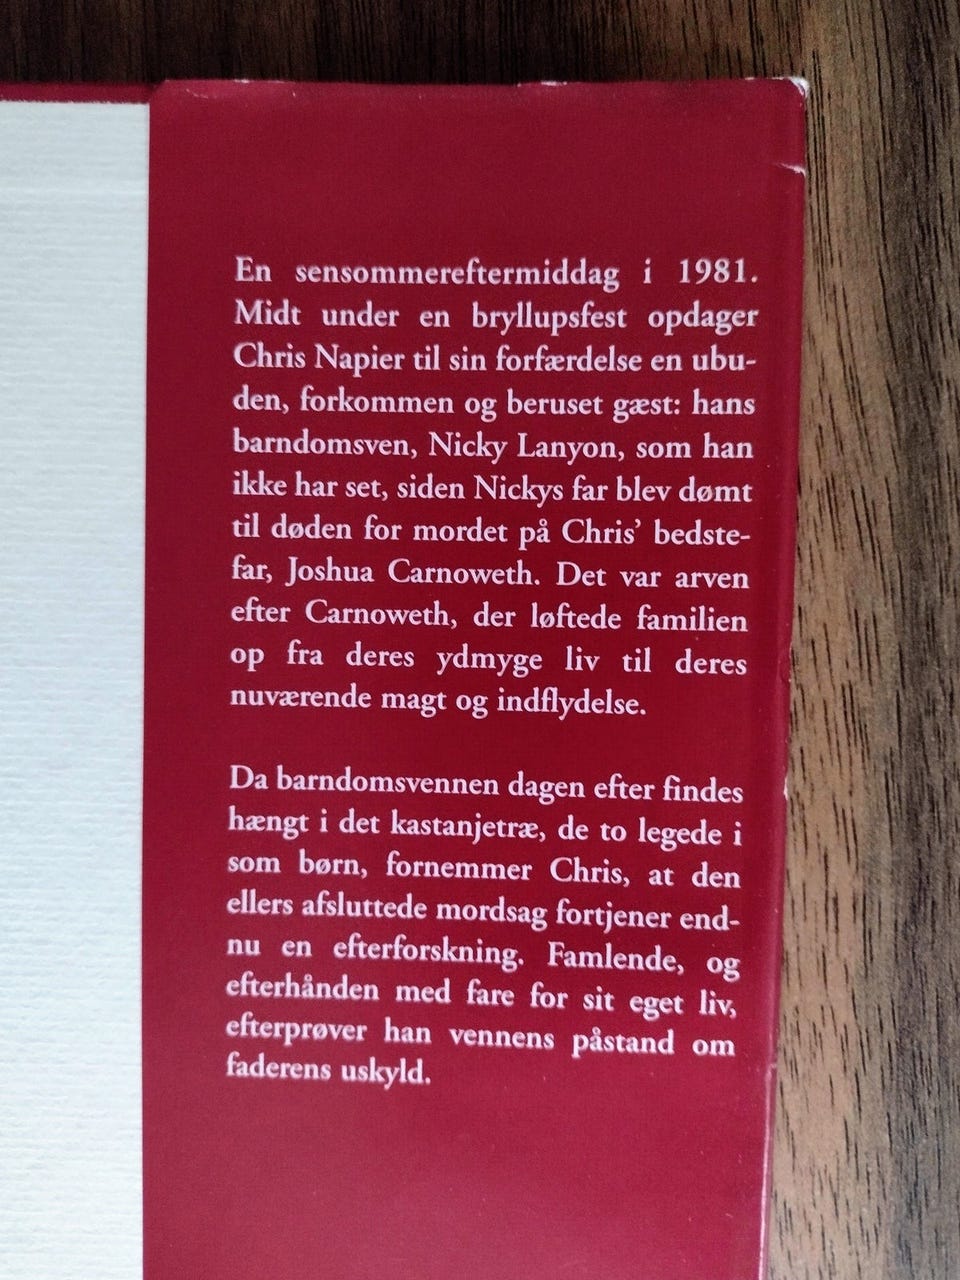 En sensommereftermiddag i 1981.
Midt under en bryllupsfest opdager
Chris Napier til sin forfærdelse en ubu-
den, forkommen og beruset gæst: hans
barndomsven, Nicky Lanyon, som han
ikke har set, siden Nickys far blev dømt
til døden for mordet på Chris’ bedste-
far, Joshua Carnoweth. Det var arven
efter Carnoweth, der løftede familien
op fra deres ydmyge liv til deres
nuværende magt og indflydelse.

Da barndomsvennen dagen efter findes
hængt i det kastanjetræ, de to legede i
som børn, fornemmer Chris, at den
ellers afsluttede mordsag fortjener end-
nu en efterforskning. Famlende, og
efterhånden med fare for sit eget liv,
efterprøver han vennens påstand om
faderens uskyld.